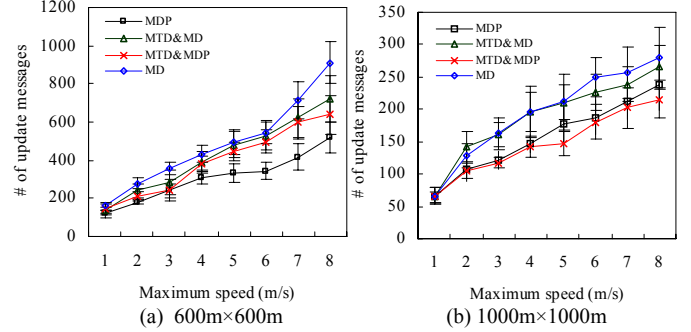 1200
1000
800
600
400
200
0
# of update messages
MDP
MTD&MD
MTD&MDP
MD
1 2 3 4 5 6 7 8
Maximum speed (m/s)
(a) 600m×600m
350
300
250
200
150
100
50
0
# of update messages
MDP
MTD&MD
MTD&MDP
MD
1 2 3 4 5 6 7 8
Maximum speed (m/s)
(b) 1000m×1000m